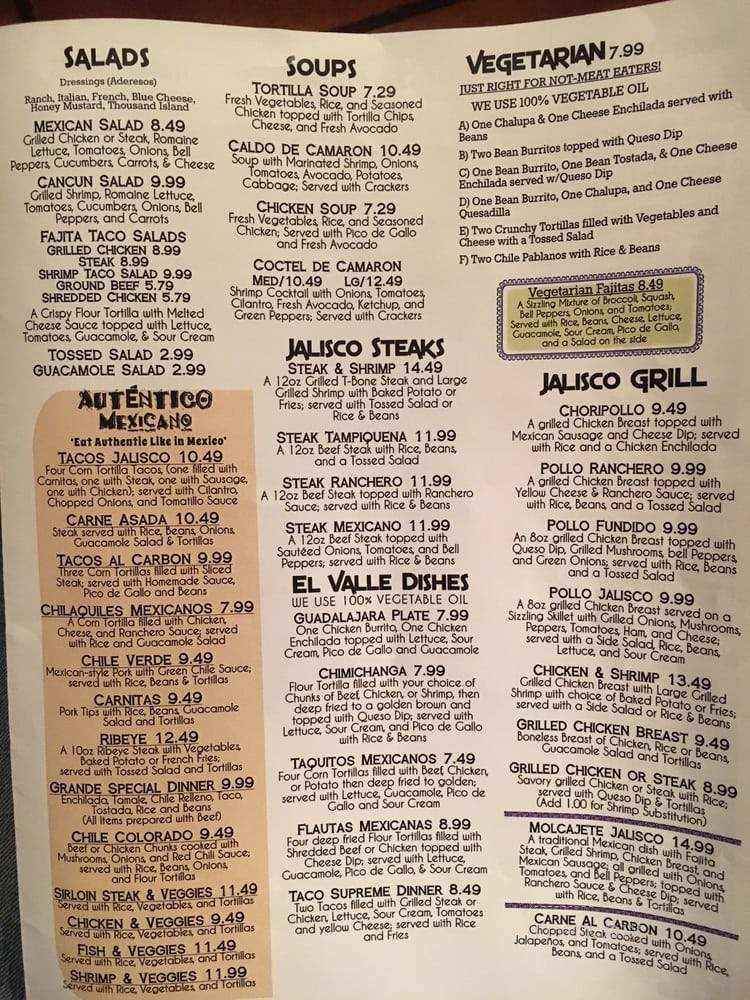 SALADS
Dressings (Aderesos)
Ranch, Italian, French, Blue Cheese,
Honey Mustard, Thousand Island
MEXICAN SALAD 8.49
Grilled Chicken or Steak, Romaine
Lettuce, Tomatoes, Onions, Bell
Peppers, Cucumbers, Carrots, & Cheese
CANCUN SALAD 9.99
Grilled Shrimp, Romaine Lettuce,
Tomatoes, Cucumbers, Onions, Bell
Peppers, and Carrots
FAJITA TACO SALADS
GRILLED CHICKEN 8.99
STEAK 8.99
SHRIMP TACO SALAD 9.99
GROUND BEEF 5.79
SHREDDED CHICKEN 5.79
A Crispy Flour Tortilla with Melted
Cheese Sauce topped with Lettuce,
Tomatoes, Guacamole, & Sour Cream
TOSSED SALAD 2.99
GUACAMOLE SALAD 2.99
AUTÉNTICO
MEXICANO
'Eat Authentic Like in Mexico'
TACOS JALISCO 10.49
Four Corn Tortilla Tacos, (one filled with
Carnitas, one with Steak, one with Sausage,
one with Chicken); served with Cilantro,
Chopped Onions, and Tomatillo Sauce
CARNE ASADA 10.49
Steak served with Rice, Beans, Onions,
Guacamole Salad & Tortillas
TACOS AL CARBON 9.99
Three Corn Tortillas filled with Sliced
Steak; served with Homemade Sauce,
Pico de Gallo and Beans
CHILAQUILES MEXICANOS 7.99
A Corn Tortilla filled with Chicken,
Cheese, and Ranchero Sauce; served
with Rice and Guacamole Salad
CHILE VERDE 9.49
Mexican-style Pork with Green Chile Sauce;
served with Rice, Beans & Tortillas
CARNITAS 9.49
Pork Tips with Rice, Beans, Guacamole
Salad and Tortillas
RIBEYE 12.49
A 10oz Ribeye Steak with Vegetables,
Baked Potato or French Fries;
served with Tossed Salad and Tortillas
GRANDE SPECIAL DINNER 9.99
Enchilada, Tamale, Chile Relleno, Taco,
Tostada, Rice and Beans
(All Items prepared with Beef)
CHILE COLORADO 9.49
Beef or Chicken Chunks cooked with
Mushrooms, Onions, and Red Chili Sauce;
served with Rice, Beans, Onions,
and Flour Tortillas
SIRLOIN STEAK & VEGGIES 11.49
Served with Rice, Vegetables, and Tortillas
CHICKEN & VEGGIES 9.49
Served with Rice, Vegetables, and Tortillas
FISH & VEGGIES 11.49
Served with Rice, Vegetables, and Tortillas
SHRIMP & VEGGIES 11.99
Served with Rice, Vegetables, and Tortillas
SOUPS
TORTILLA SOUP 7.29
Fresh Vegetables, Rice, and Seasoned
Chicken topped with Tortilla Chips,
Cheese, and Fresh Avocado
CALDO DE CAMARON 10.49
Soup with Marinated Shrimp, Onions,
Tomatoes, Avocado, Potatoes,
Cabbage; Served with Crackers
CHICKEN SOUP 7.29
Fresh Vegetables, Rice, and Seasoned
Chicken; Served with Pico de Gallo
and Fresh Avocado
COCTEL DE CAMARON
MED/10.49 LG/12.49
Shrimp Cocktail with Onions, Tomatoes,
Cilantro, Fresh Avocado, Ketchup, and
Green Peppers; Served with Crackers
JALISCO STEAKS
STEAK & SHRIMP 14.49
A 12oz Grilled T-Bone Steak and Large
Grilled Shrimp with Baked Potato or
Fries; served with Tossed Salad or
Rice & Beans
STEAK TAMPIQUENA 11.99
A 12oz Beef Steak with Rice, Beans,
and a Tossed Salad
STEAK RANCHERO 11.99
A 12oz Beef Steak topped with Ranchero
Sauce; served with Rice & Beans
STEAK MEXICANO 11.99
A 12oz Beef Steak topped with
Sautéed Onions, Tomatoes, and Bell
Peppers; served with Rice & Beans
EL VALLE DISHES
WE USE 100% VEGETABLE OIL
GUADALAJARA PLATE 7.99
One Chicken Burrito, One Chicken
Enchilada topped with Lettuce, Sour
Cream, Pico de Gallo and Guacamole
CHIMICHANGA 7.99
Flour Tortilla filled with your choice of
Chunks of Beef, Chicken, or Shrimp, then
deep fried to a golden brown and
topped with Queso Dip; served with
Lettuce, Sour Cream, and Pico de Gallo
with Rice & Beans
TAQUITOS MEXICANOS 7.49
Four Corn Tortillas filled with Beef, Chicken,
or Potato then deep fried to golden;
served with Lettuce, Guacamole, Pico de
Gallo and Sour Cream
FLAUTAS MEXICANAS 8.99
Four deep fried Flour Tortillas filled with
Shredded Beef or Chicken topped with
Cheese Dip; served with Lettuce,
Guacamole, Pico de Gallo, & Sour Cream
TACO SUPREME DINNER 8.49
Two Tacos filled with Grilled Steak or
Chicken, Lettuce, Sour Cream, Tomatoes
and yellow Cheese; served with Rice
and Fries
VEGETARIAN 7.99
JUST RIGHT FOR NOT-MEAT EATERS!
WE USE 100% VEGETABLE OIL
A) One Chalupa & One Cheese Enchilada served with
Beans
B) Two Bean Burritos topped with Queso Dip
C) One Bean Burrito, One Bean Tostada, & One Cheese
Enchilada served w/Queso Dip
D) One Bean Burrito, One Chalupa, and One Cheese
Quesadilla
E) Two Crunchy Tortillas filled with Vegetables and
Cheese with a Tossed Salad
F) Two Chile Pablanos with Rice & Beans
Vegetarian Fajitas 8.49
A Sizzling Mixture of Broccoli, Squash,
Bell Peppers, Onions, and Tomatoes;
Served with Rice, Beans, Cheese, Lettuce,
Guacamole, Sour Cream, Pico de Gallo,
and a Salad on the side
JALISCO GRILL
CHORIPOLLO 9.49
A grilled Chicken Breast topped with
Mexican Sausage and Cheese Dip; served
with Rice and a Chicken Enchilada
POLLO RANCHERO 9.99
A grilled Chicken Breast topped with
Yellow Cheese & Ranchero Sauce; served
with Rice, Beans, and a Tossed Salad
POLLO FUNDIDO 9.99
An 8oz grilled Chicken Breast topped with
Queso Dip, Grilled Mushrooms, bell Peppers,
and Green Onions; served with Rice, Beans
and a Tossed Salad
POLLO JALISCO 9.99
A 8oz grilled Chicken Breast served on a
Sizzling Skillet with Grilled Onions, Mushrooms,
Peppers, Tomatoes, Ham, and Cheese;
served with a Side Salad, Rice, Beans,
Lettuce, and Sour Cream
CHICKEN & SHRIMP 13.49
Grilled Chicken Breast with Large Grilled
Shrimp with choice of Baked Potato or Fries;
served with a Side Salad or Rice & Beans
GRILLED CHICKEN BREAST 9.49
Boneless Breast of Chicken, Rice or Beans,
Guacamole Salad and Tortillas
GRILLED CHICKEN OR STEAK 8.99
Savory grilled Chicken or Steak with Rice;
served with Queso Dip & Tortillas
(Add 1.00 for Shrimp Substitution)
MOLCAJETE JALISCO 14.99
A traditional Mexican dish with Fajita
Steak, Grilled Shrimp, Chicken Breast, and
Mexican Sausage; all grilled with Onions,
Tomatoes, and Bell Peppers; topped with
Ranchero Sauce & Cheese Dip; served
with Rice, Beans & Tortillas
CARNE AL CARBON 10.49
Chopped Steak cooked with Onions,
Jalapeños, and Tomatoes; served with Rice,
Beans, and a Tossed Salad